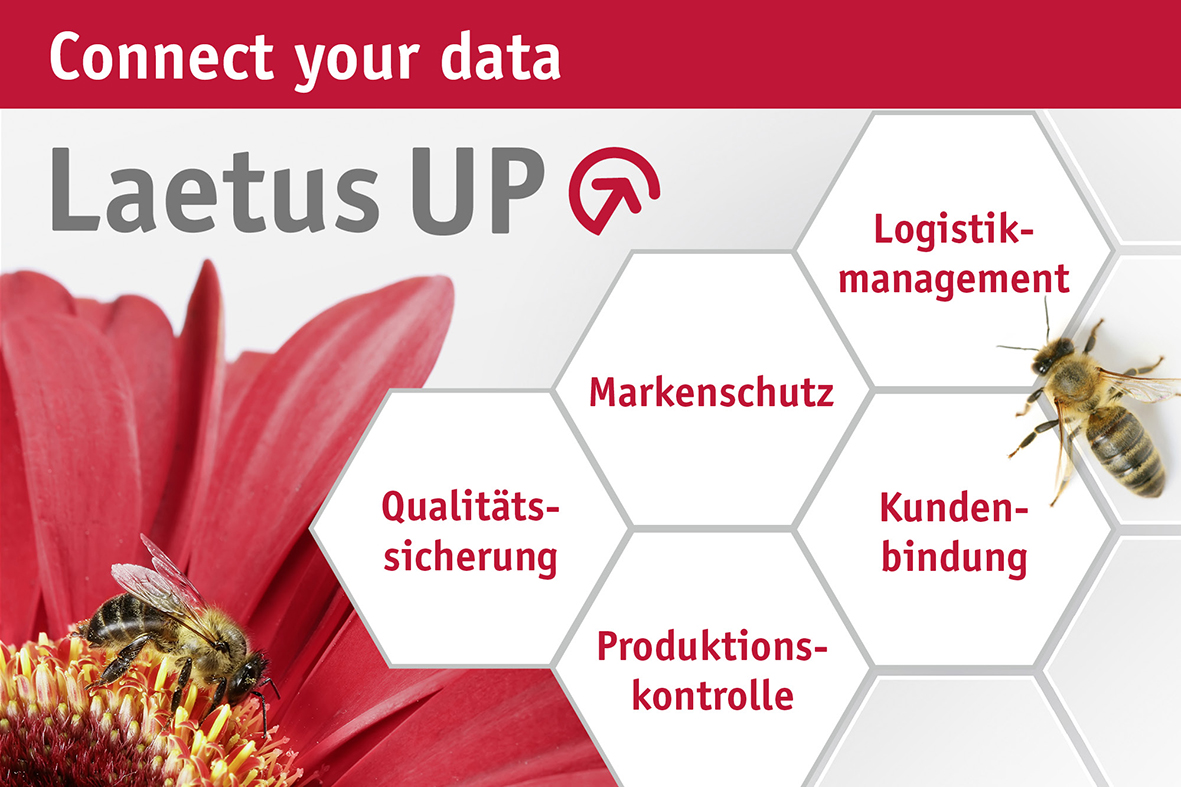 Connect your data
Laetus UP
Logistik-
management
Markenschutz
Qualitäts-
sicherung
Kunden-
bindung
Produktions-
kontrolle